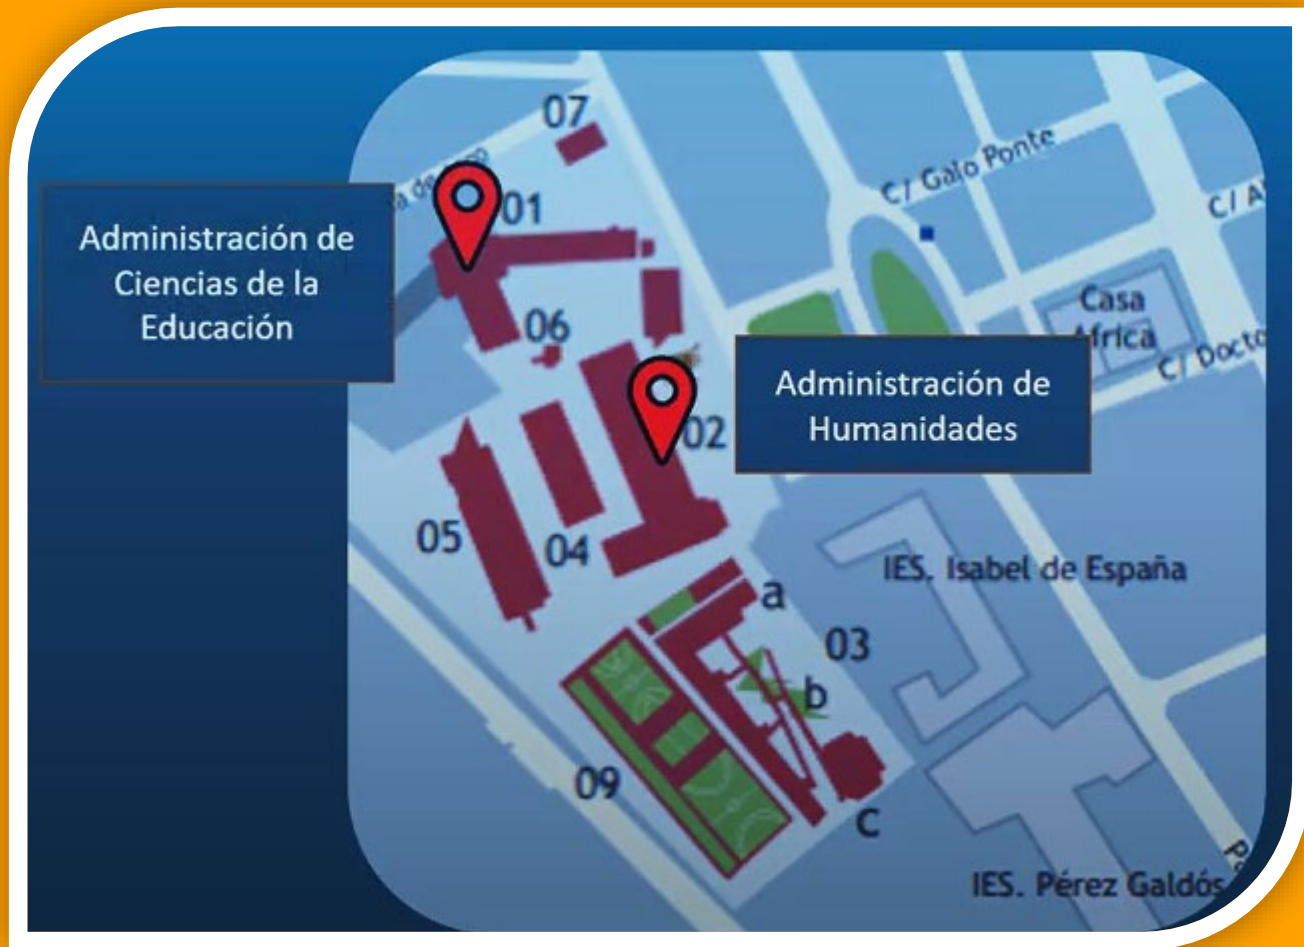 07
01
Administración de
Ciencias de la
Educación
C/ Galo Ponte
C/
Casa
África
C/
06
Administración de
Humanidades
02
05
04
IES. Isabel de España
a
03
b
09
c
IES. Pérez Galdós